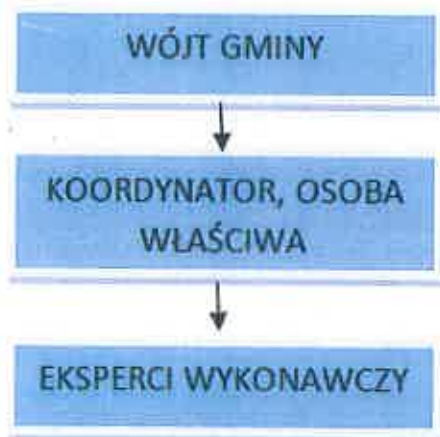 WÓJT GMINY
KOORDYNATOR, OSOBA
WŁAŚCIWA
EKSPERCI WYKONAWCZY